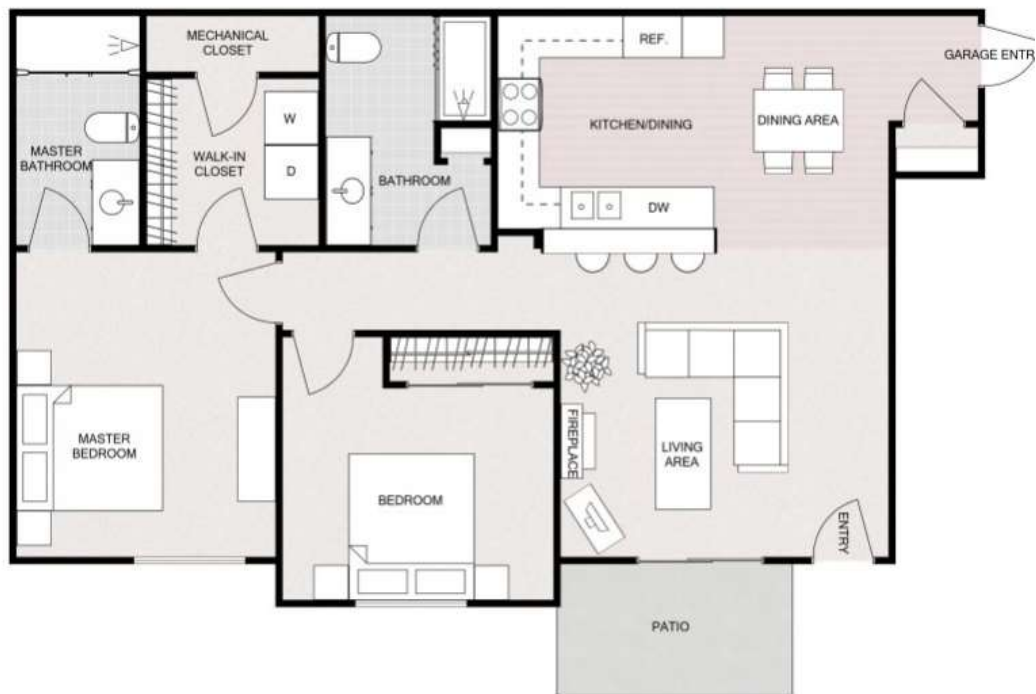 MECHANICAL
CLOSET
REF.
GARAGE ENTRY
W
KITCHEN/DINING
DINING AREA
MASTER
BATHROOM
WALK-IN
CLOSET
D
BATHROOM
DW
FIREPLACE
MASTER
BEDROOM
LIVING
AREA
BEDROOM
ENTRY
PATIO